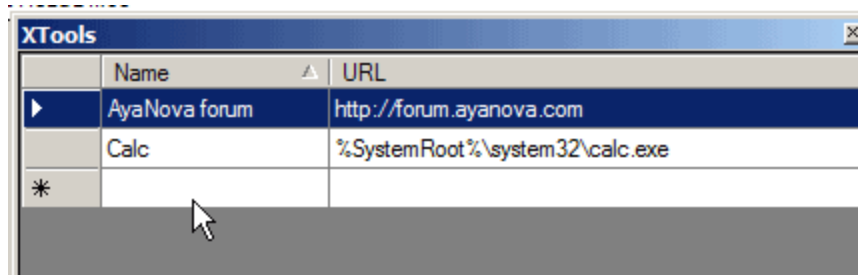 XTools
Name URL
AyaNova forum http://forum.ayanova.com
Calc %SystemRoot%\system32\calc.exe